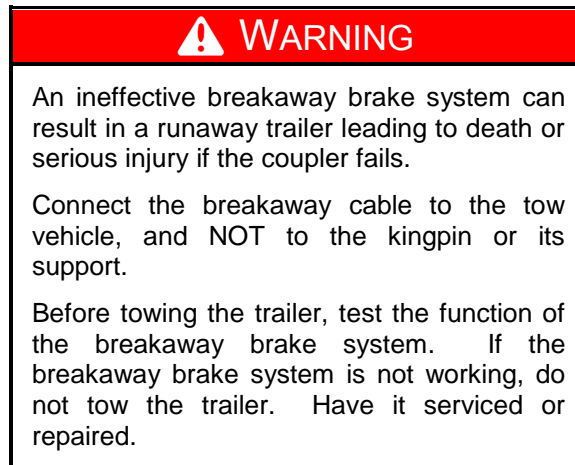 WARNING
An ineffective breakaway brake system can
result in a runaway trailer leading to death or
serious injury if the coupler fails.
Connect the breakaway cable to the tow
vehicle, and NOT to the kingpin or its
support.
Before towing the trailer, test the function of
the breakaway brake system. If the
breakaway brake system is not working, do
not tow the trailer. Have it serviced or
repaired.